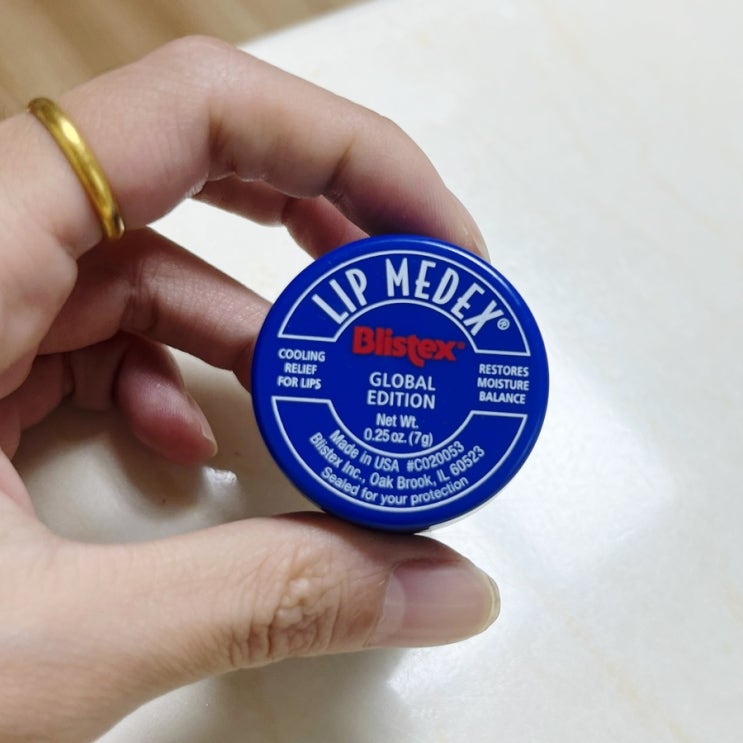 LIP MEDEX®
Blistex®
COOLING
RELIEF
FOR LIPS
GLOBAL
EDITION
RESTORES
MOISTURE
BALANCE
Net Wt.
0.25 oz. (7g)
Made in USA #C020053
Blistex Inc., Oak Brook, IL 60523
Sealed for your protection